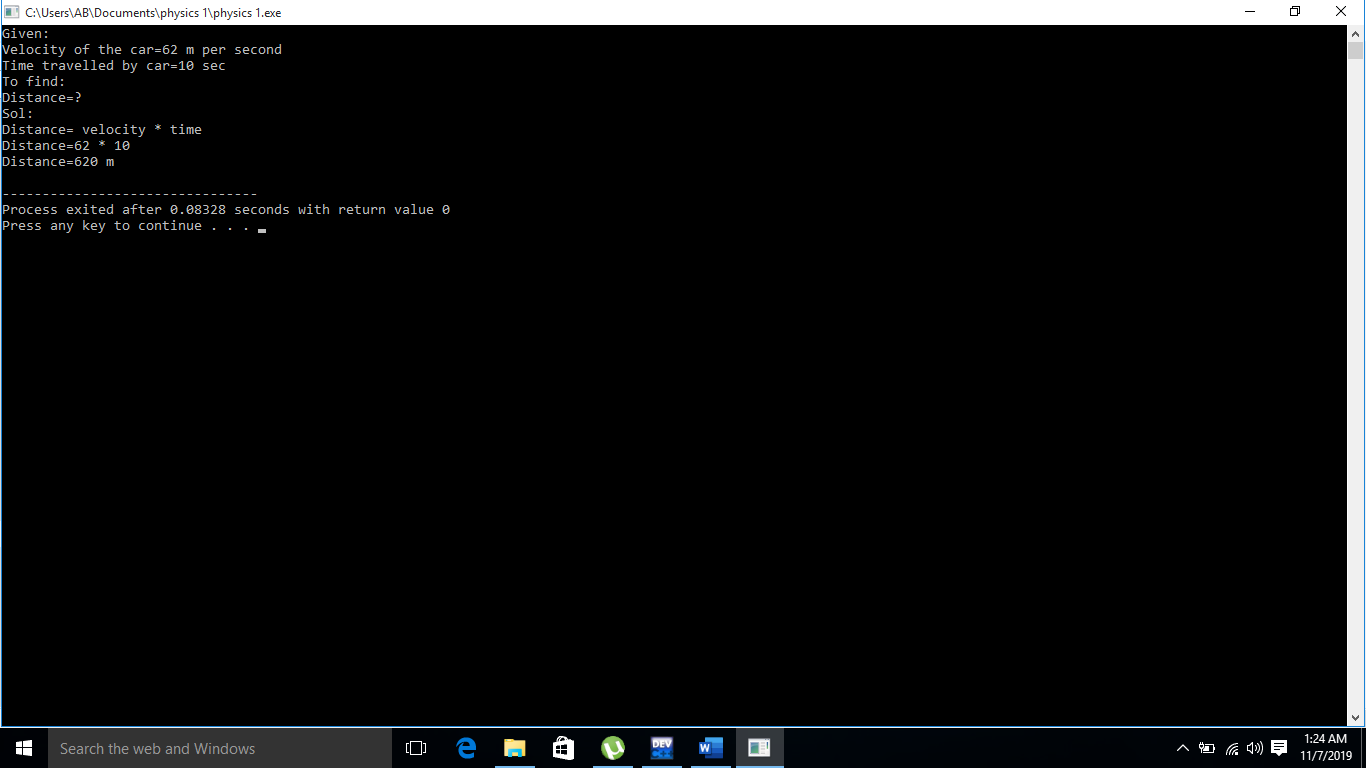 C:\Users\AB\Documents\physics 1\physics 1.exe
Given:
Velocity of the car=62 m per second
Time travelled by car=10 sec
To find:
Distance=?
Sol:
Distance= velocity * time
Distance=62 * 10
Distance=620 m
--------------------------------
Process exited after 0.08328 seconds with return value 0
Press any key to continue . . .
Search the web and Windows
DEV
W
1:24 AM
11/7/2019